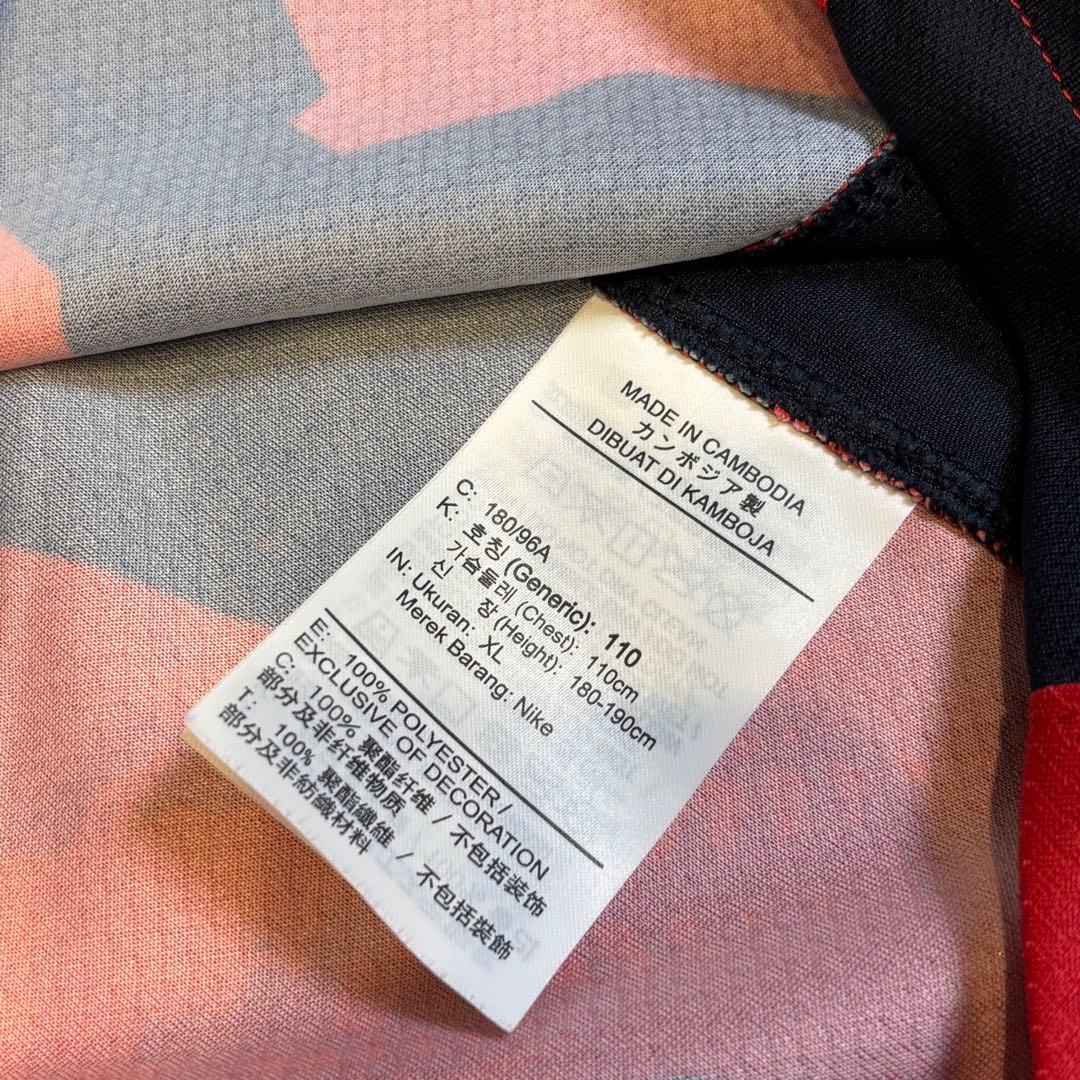 MADE IN CAMBODIA
カンボジア製
DIBUAT DI KAMBOJA
C: 180/96A
K: 호칭 (Generic): 110
가슴둘레 (Chest): 110cm
신 장 (Height): 180-190cm
IN: Ukuran: XL
Merek Barang: Nike
E: 100% POLYESTER /
EXCLUSIVE OF DECORATION
C: 100% 聚酯纤维 / 不包括装饰
部分及非纤维物质
T: 100% 聚酯纖維 / 不包括裝飾
部分及非紡織材料